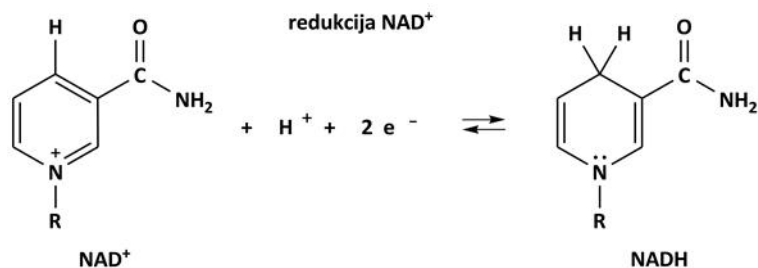 redukcija NAD⁺
H
O
C
NH₂
N
+
R
NAD⁺
+ H⁺ + 2 e⁻
H H
O
C
NH₂
N
R
NADH